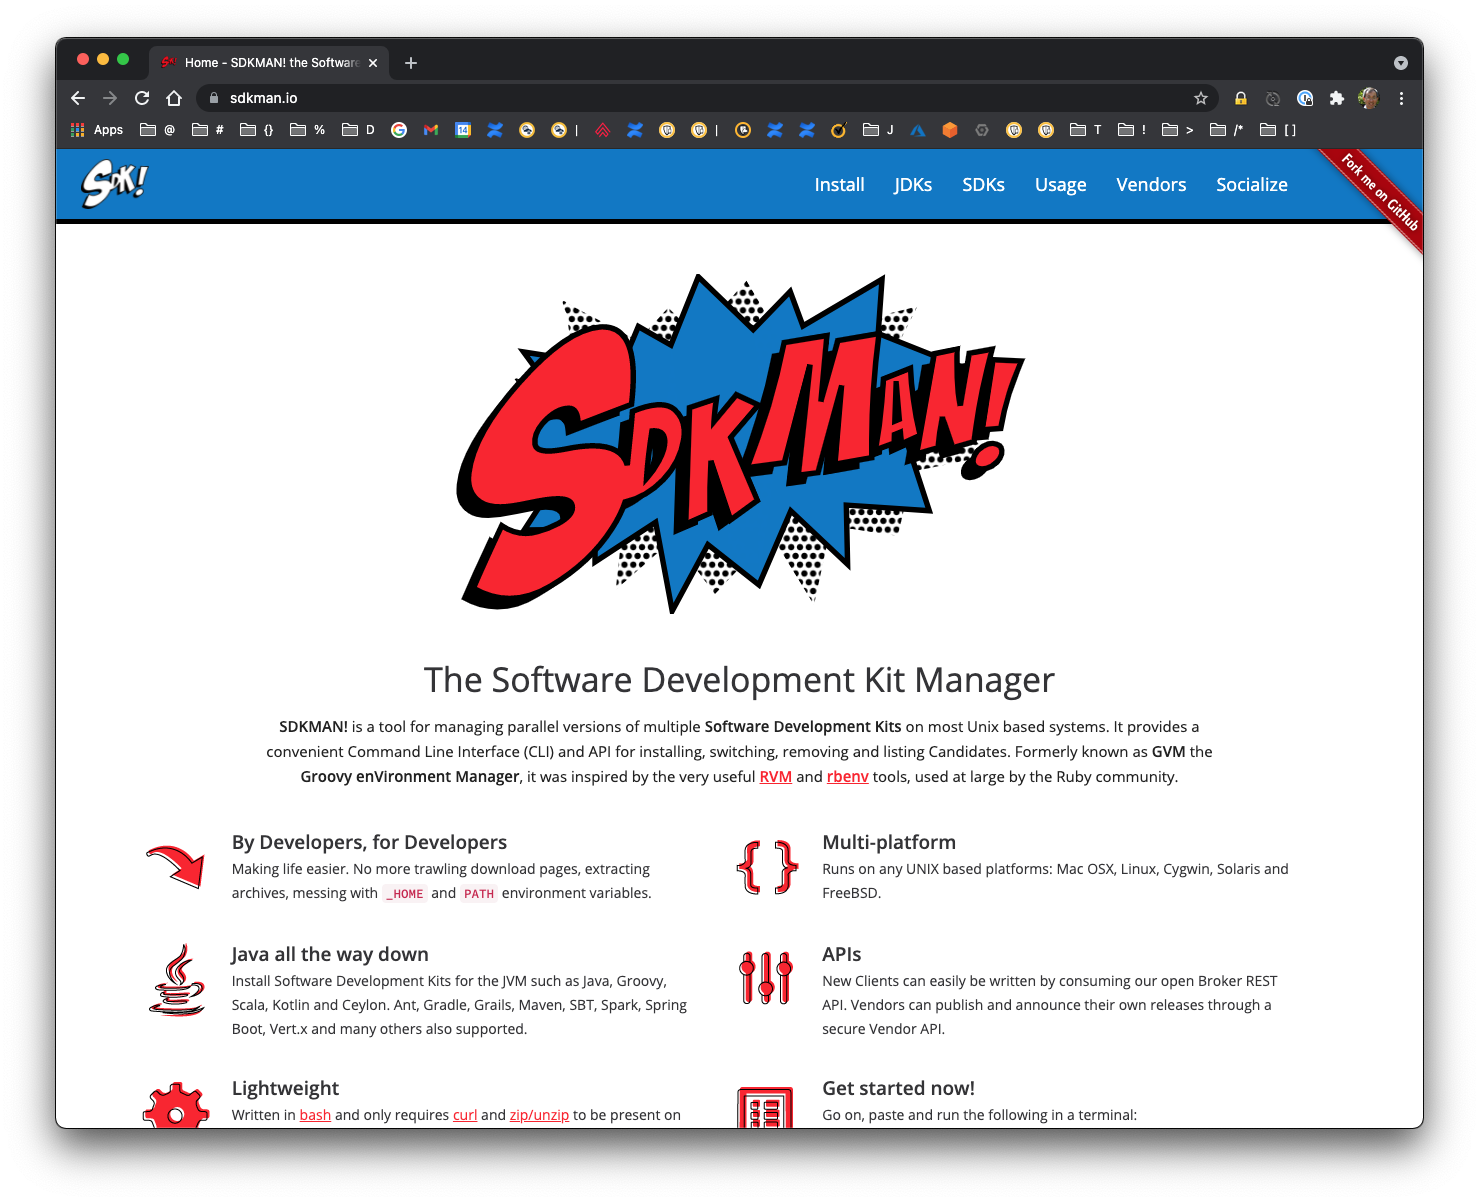 Home - SDKMAN! the Software
sdkman.io
Apps @ # {} % D 14 | | J T ! > /* [ ]
SDK!
Install JDKs SDKs Usage Vendors Socialize
Fork me on GitHub
SDKMAN!
The Software Development Kit Manager
SDKMAN! is a tool for managing parallel versions of multiple Software Development Kits on most Unix based systems. It provides a
convenient Command Line Interface (CLI) and API for installing, switching, removing and listing Candidates. Formerly known as GVM the
Groovy enVironment Manager, it was inspired by the very useful RVM and rbenv tools, used at large by the Ruby community.
By Developers, for Developers
Making life easier. No more trawling download pages, extracting
archives, messing with _HOME and PATH environment variables.
Multi-platform
Runs on any UNIX based platforms: Mac OSX, Linux, Cygwin, Solaris and
FreeBSD.
Java all the way down
Install Software Development Kits for the JVM such as Java, Groovy,
Scala, Kotlin and Ceylon. Ant, Gradle, Grails, Maven, SBT, Spark, Spring
Boot, Vert.x and many others also supported.
APIs
New Clients can easily be written by consuming our open Broker REST
API. Vendors can publish and announce their own releases through a
secure Vendor API.
Lightweight
Written in bash and only requires curl and zip/unzip to be present on
Get started now!
Go on, paste and run the following in a terminal: